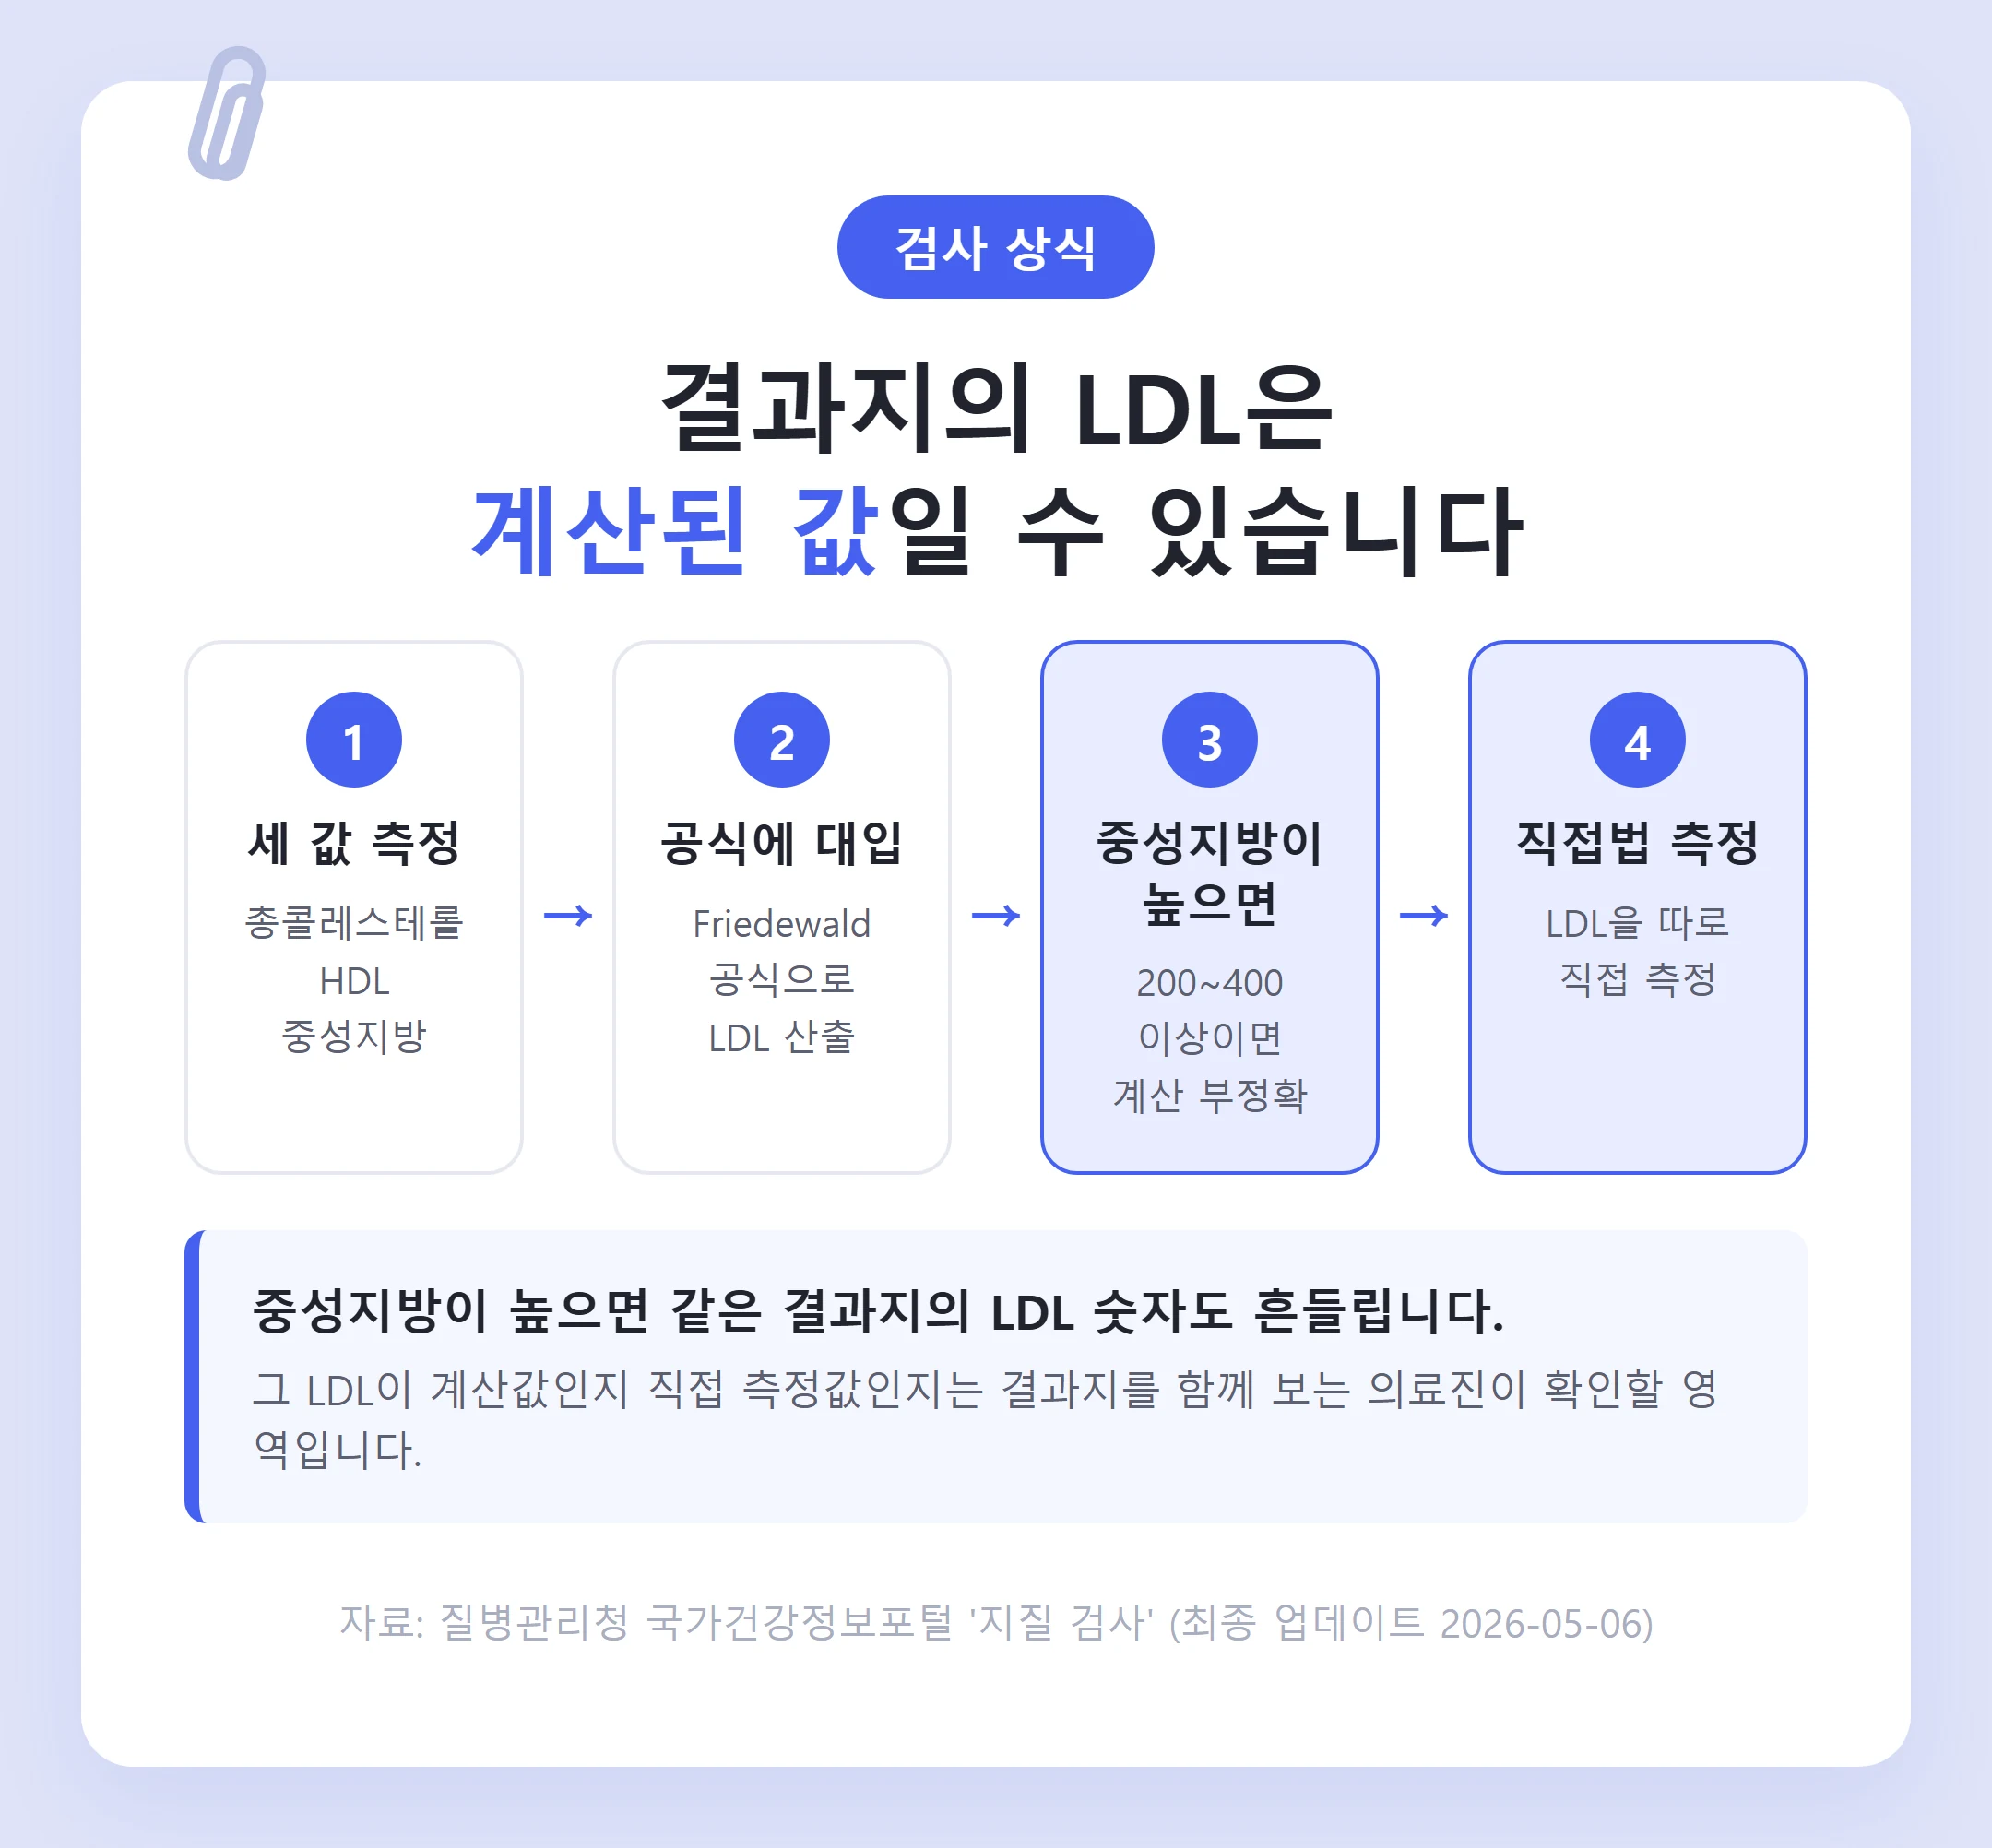 검사 상식
결과지의 LDL은
계산된 값일 수 있습니다
1
세 값 측정
총콜레스테롤
HDL
중성지방
→
2
공식에 대입
Friedewald
공식으로
LDL 산출
→
3
중성지방이
높으면
200~400
이상이면
계산 부정확
→
4
직접법 측정
LDL을 따로
직접 측정
중성지방이 높으면 같은 결과지의 LDL 숫자도 흔들립니다.
그 LDL이 계산값인지 직접 측정값인지는 결과지를 함께 보는 의료진이 확인할 영
역입니다.
자료: 질병관리청 국가건강정보포털 '지질 검사' (최종 업데이트 2026-05-06)